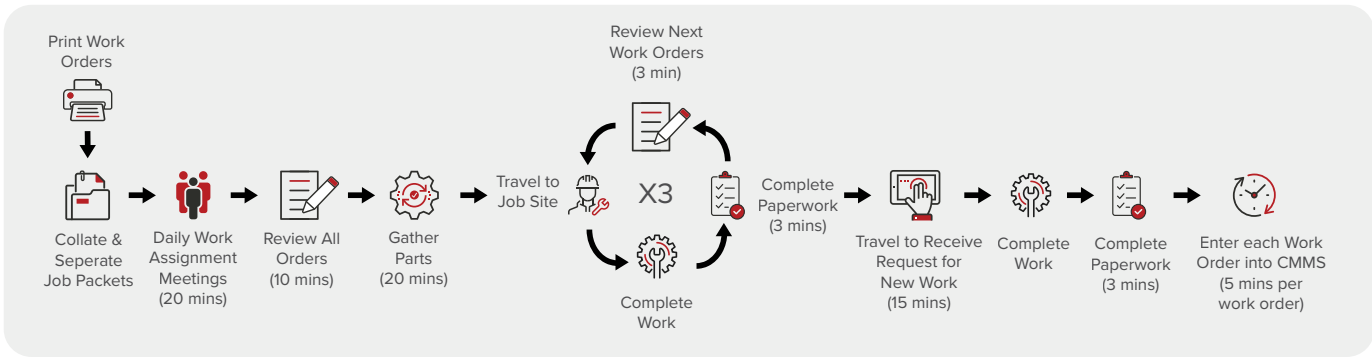 Print Work
Orders
Collate &
Seperate
Job Packets
Daily Work
Assignment
Meetings
(20 mins)
Review All
Orders
(10 mins)
Gather
Parts
(20 mins)
Travel to
Job Site
Review Next
Work Orders
(3 min)
X3
Complete
Work
Complete
Paperwork
(3 mins)
Travel to Receive
Request for
New Work
(15 mins)
Complete
Work
Complete
Paperwork
(3 mins)
Enter each Work
Order into CMMS
(5 mins per
work order)